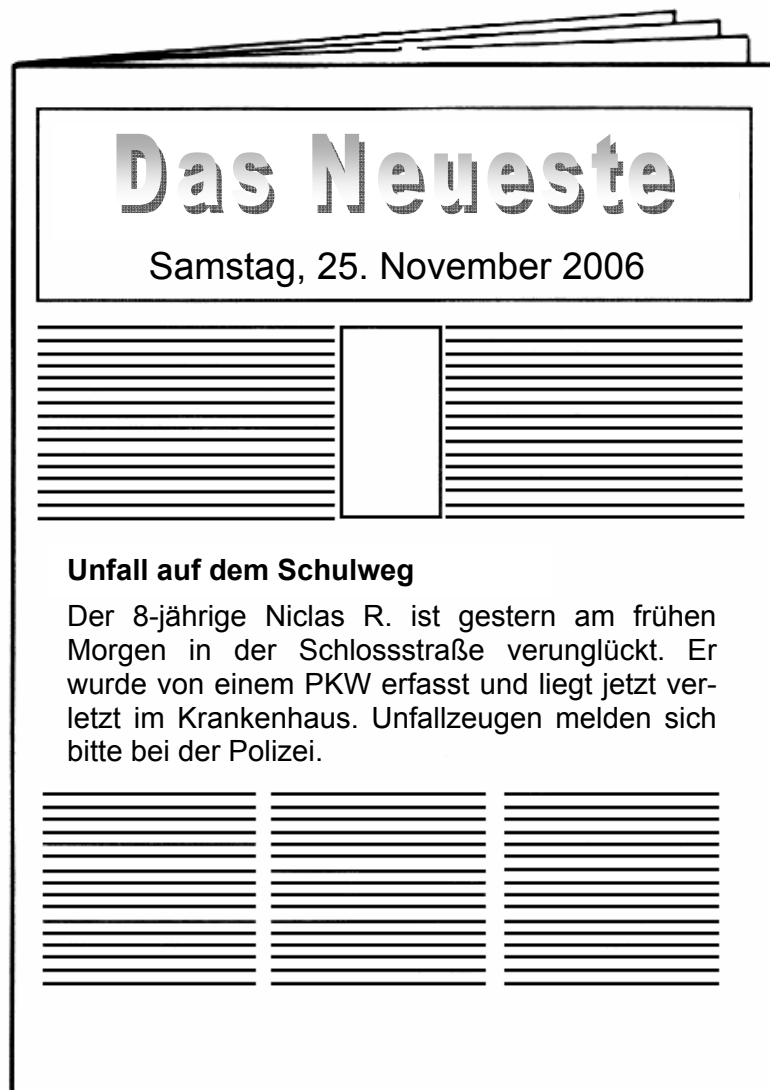 Das Neueste
Samstag, 25. November 2006
Unfall auf dem Schulweg
Der 8-jährige Niclas R. ist gestern am frühen
Morgen in der Schlossstraße verunglückt. Er
wurde von einem PKW erfasst und liegt jetzt ver-
letzt im Krankenhaus. Unfallzeugen melden sich
bitte bei der Polizei.